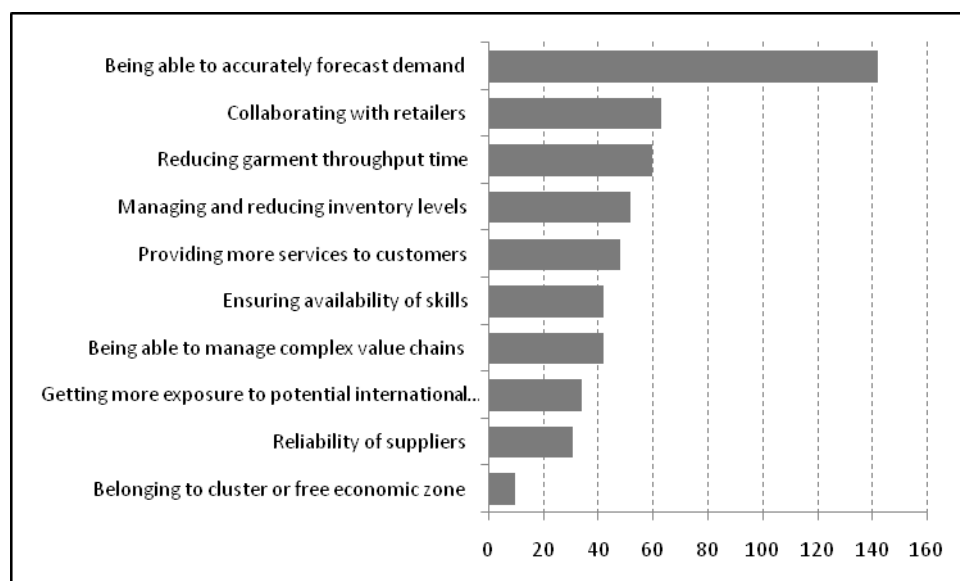 Being able to accurately forecast demand
Collaborating with retailers
Reducing garment throughput time
Managing and reducing inventory levels
Providing more services to customers
Ensuring availability of skills
Being able to manage complex value chains
Getting more exposure to potential international...
Reliability of suppliers
Belonging to cluster or free economic zone
0 20 40 60 80 100 120 140 160